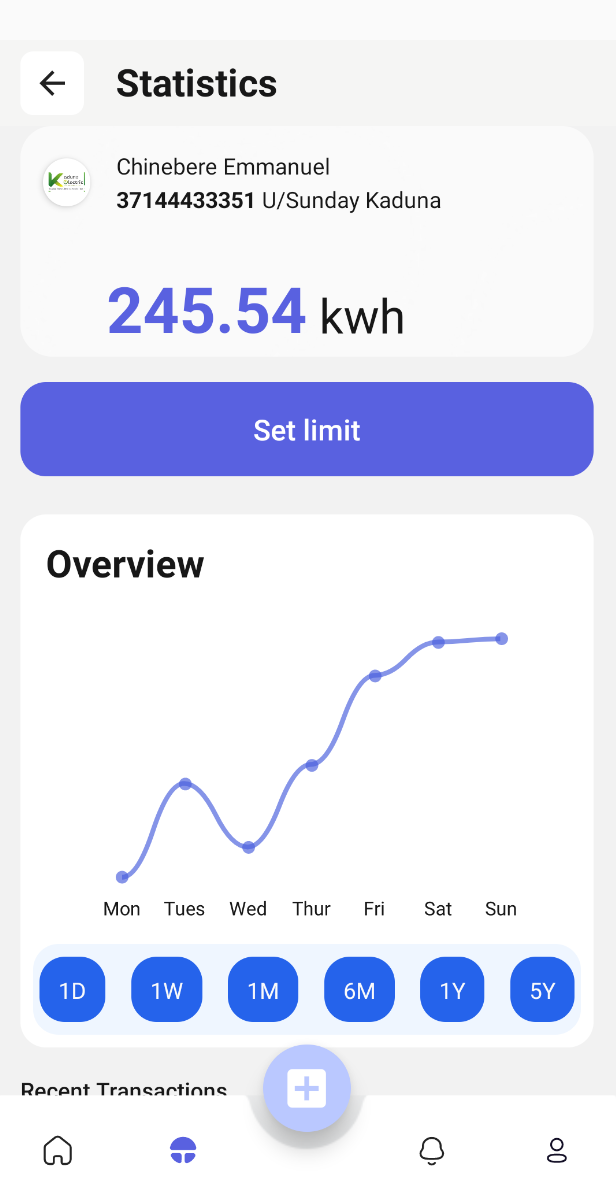 Statistics
Chinebere Emmanuel
37144433351 U/Sunday Kaduna
245.54 kwh
Set limit
Overview
Mon Tues Wed Thur Fri Sat Sun
1D 1W 1M 6M 1Y 5Y
Recent Transactions